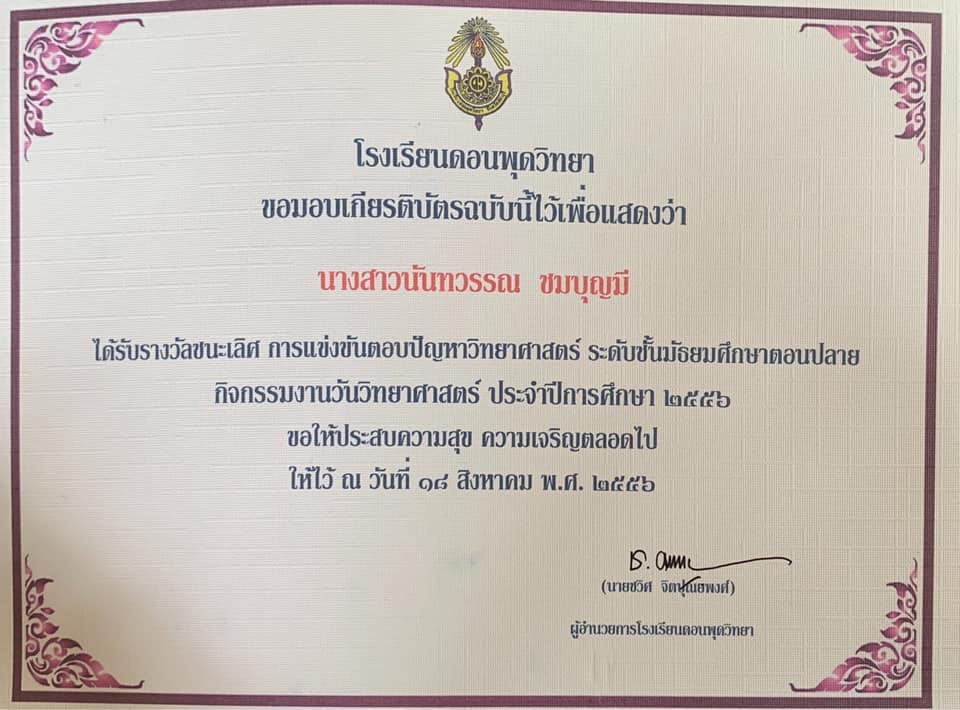 โรงเรียนดอนพุดวิทยา
ขอมอบเกียรติบัตรฉบับนี้ไว้เพื่อแสดงว่า
นางสาวนันทวรรณ ชมบุญมี
ได้รับรางวัลชนะเลิศ การแข่งขันตอบปัญหาวิทยาศาสตร์ ระดับชั้นมัธยมศึกษาตอนปลาย
กิจกรรมงานวันวิทยาศาสตร์ ประจำปีการศึกษา ๒๕๕๖
ขอให้ประสบความสุข ความเจริญตลอดไป
ให้ไว้ ณ วันที่ ๑๘ สิงหาคม พ.ศ. ๒๕๕๖
(นายชวิศ จิตหุ์)
ผู้อำนวยการโรงเรียนดอนพุดวิทยา